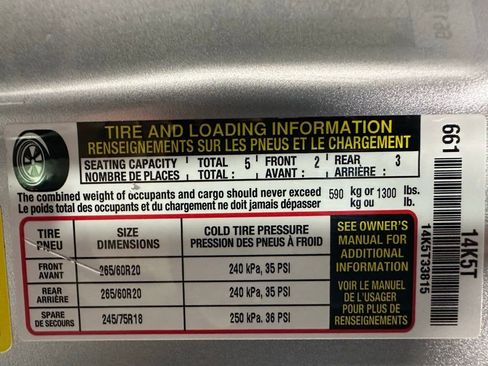 TIRE AND LOADING INFORMATION
RENSEIGNEMENTS SUR LES PNEUS ET LE CHARGEMENT
SEATING CAPACITY TOTAL 5 FRONT 2 REAR 3
NOMBRE DE PLACES TOTAL : AVANT : ARRIÈRE :
The combined weight of occupants and cargo should never exceed 590 kg or 1300 lbs.
Le poids total des occupants et du chargement ne doit jamais dépasser kg ou lb.
TIRE SIZE COLD TIRE PRESSURE
PNEU DIMENSIONS PRESSION DES PNEUS À FROID
FRONT
AVANT 265/60R20 240 kPa, 35 PSI
REAR
ARRIÈRE 265/60R20 240 kPa, 35 PSI
SPARE
DE SECOURS 245/75R18 250 kPa. 36 PSI
SEE OWNER'S
MANUAL FOR
ADDITIONAL
INFORMATION
VOIR LE MANUEL
DE L'USAGER
POUR PLUS DE
RENSEIGNEMENTS
661
14K5T
14K5T33815